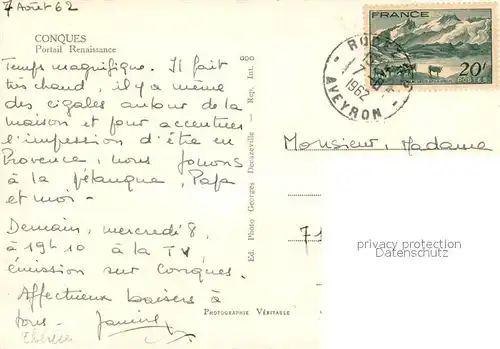 7 Août 62
CONQUES
Portail Renaissance
Temps magnifique. Il fait
très chaud, il y a même
des cigales autour de la
maison et pour accentuer
l'impression d'être en
Provence, nous jouons
à la pétanque, Papa
et moi -
Demain, mercredi 8,
à 19h10 à la TV,
émission sur Conques.
Affectueux baisers à
tous.
Ed. Photo Georges Decazeville - Rep. Int.
PHOTOGRAPHIE VÉRITABLE
FRANCE
20f
POSTES
1962
AVEYRON
Monsieur, Madame
71
privacy protection
Datenschutz